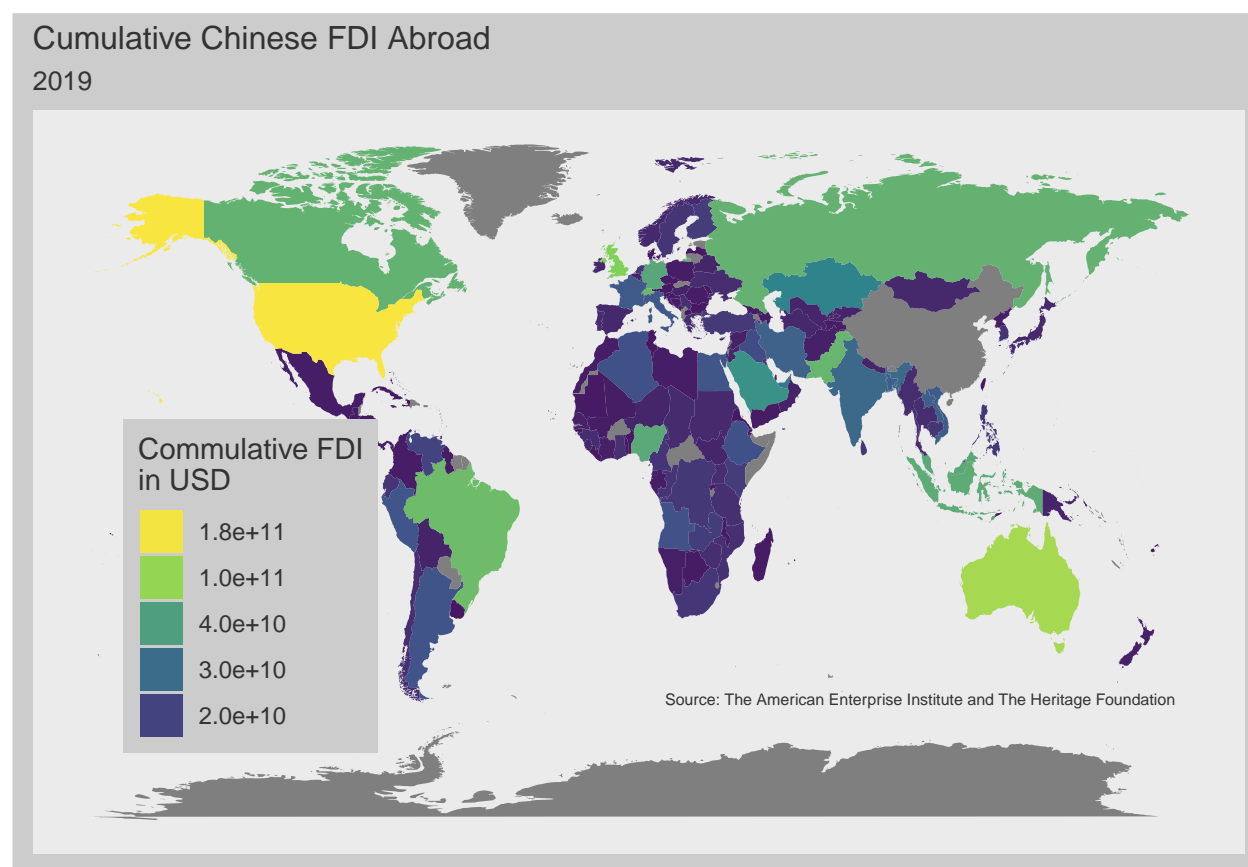 Cumulative Chinese FDI Abroad
2019
Commulative FDI
in USD
1.8e+11
1.0e+11
4.0e+10
3.0e+10
2.0e+10
Source: The American Enterprise Institute and The Heritage Foundation